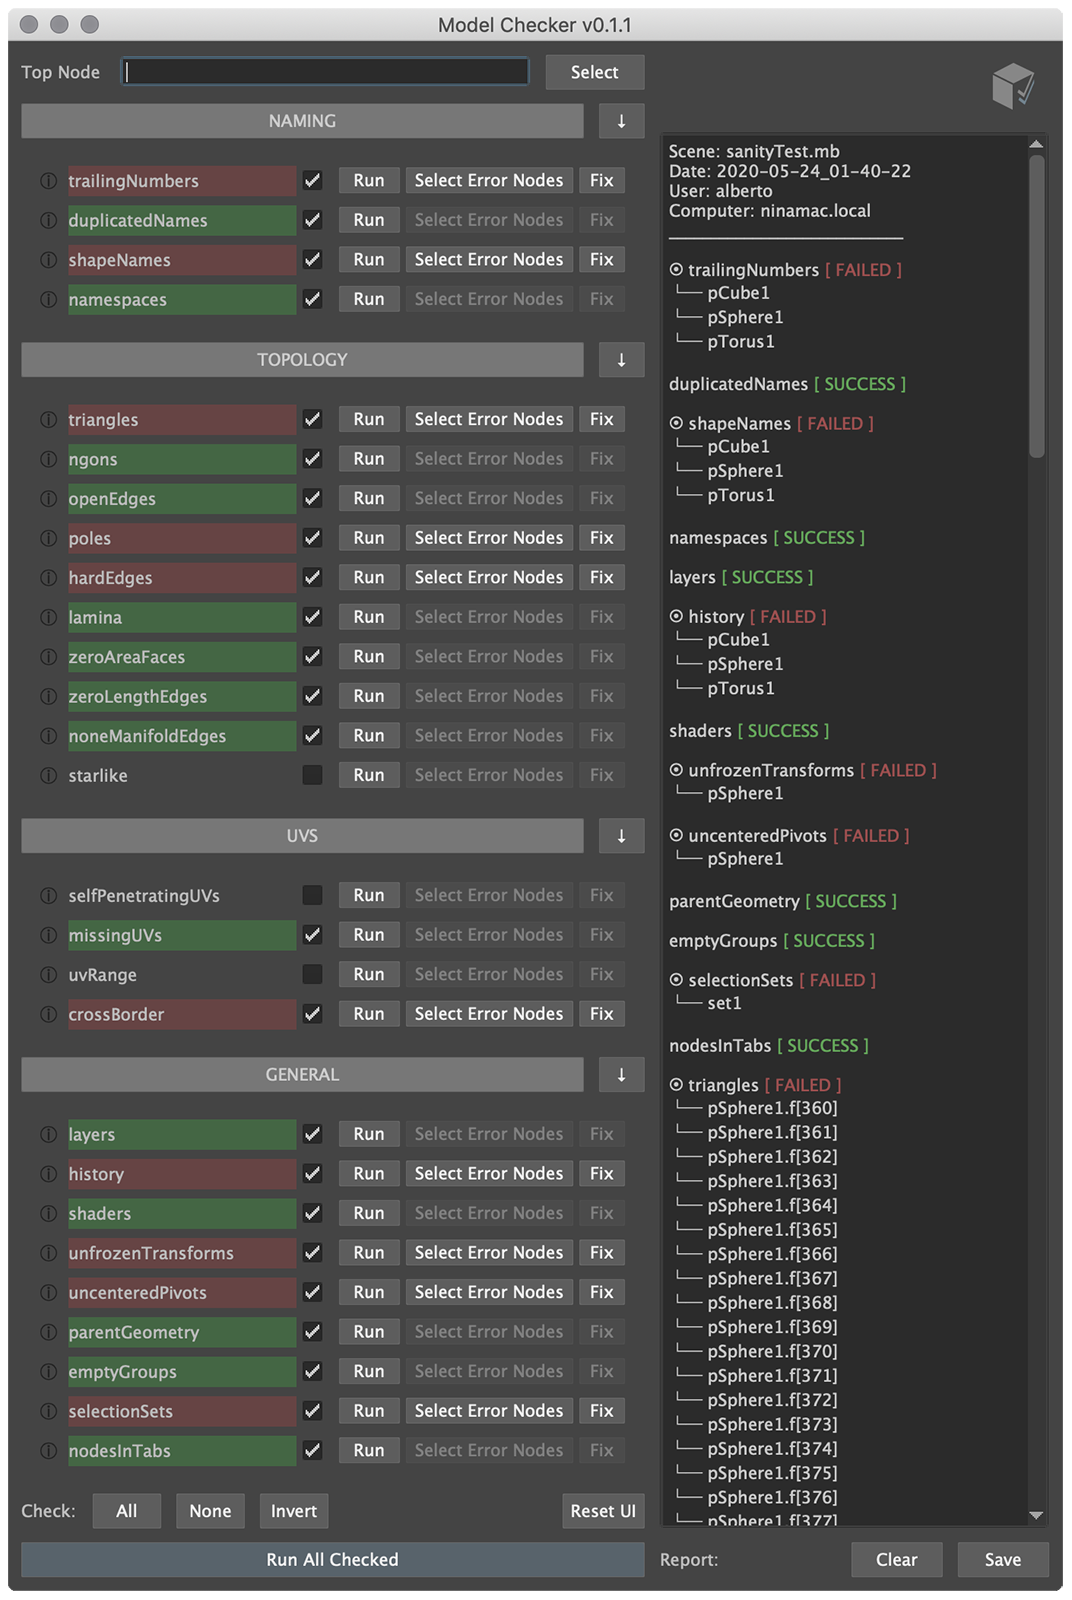 Model Checker v0.1.1
Top Node Select
NAMING ↓
ⓘ trailingNumbers Run Select Error Nodes Fix
ⓘ duplicatedNames Run Select Error Nodes Fix
ⓘ shapeNames Run Select Error Nodes Fix
ⓘ namespaces Run Select Error Nodes Fix
TOPOLOGY ↓
ⓘ triangles Run Select Error Nodes Fix
ⓘ ngons Run Select Error Nodes Fix
ⓘ openEdges Run Select Error Nodes Fix
ⓘ poles Run Select Error Nodes Fix
ⓘ hardEdges Run Select Error Nodes Fix
ⓘ lamina Run Select Error Nodes Fix
ⓘ zeroAreaFaces Run Select Error Nodes Fix
ⓘ zeroLengthEdges Run Select Error Nodes Fix
ⓘ noneManifoldEdges Run Select Error Nodes Fix
ⓘ starlike Run Select Error Nodes Fix
UVS ↓
ⓘ selfPenetratingUVs Run Select Error Nodes Fix
ⓘ missingUVs Run Select Error Nodes Fix
ⓘ uvRange Run Select Error Nodes Fix
ⓘ crossBorder Run Select Error Nodes Fix
GENERAL ↓
ⓘ layers Run Select Error Nodes Fix
ⓘ history Run Select Error Nodes Fix
ⓘ shaders Run Select Error Nodes Fix
ⓘ unfrozenTransforms Run Select Error Nodes Fix
ⓘ uncenteredPivots Run Select Error Nodes Fix
ⓘ parentGeometry Run Select Error Nodes Fix
ⓘ emptyGroups Run Select Error Nodes Fix
ⓘ selectionSets Run Select Error Nodes Fix
ⓘ nodesInTabs Run Select Error Nodes Fix
Check: All None Invert Reset UI
Run All Checked
Scene: sanityTest.mb
Date: 2020-05-24_01-40-22
User: alberto
Computer: ninamac.local
trailingNumbers [ FAILED ]
pCube1
pSphere1
pTorus1
duplicatedNames [ SUCCESS ]
shapeNames [ FAILED ]
pCube1
pSphere1
pTorus1
namespaces [ SUCCESS ]
layers [ SUCCESS ]
history [ FAILED ]
pCube1
pSphere1
pTorus1
shaders [ SUCCESS ]
unfrozenTransforms [ FAILED ]
pSphere1
uncenteredPivots [ FAILED ]
pSphere1
parentGeometry [ SUCCESS ]
emptyGroups [ SUCCESS ]
selectionSets [ FAILED ]
set1
nodesInTabs [ SUCCESS ]
triangles [ FAILED ]
pSphere1.f[360]
pSphere1.f[361]
pSphere1.f[362]
pSphere1.f[363]
pSphere1.f[364]
pSphere1.f[365]
pSphere1.f[366]
pSphere1.f[367]
pSphere1.f[368]
pSphere1.f[369]
pSphere1.f[370]
pSphere1.f[371]
pSphere1.f[372]
pSphere1.f[373]
pSphere1.f[374]
pSphere1.f[375]
pSphere1.f[376]
pSphere1.f[377]
Report: Clear Save